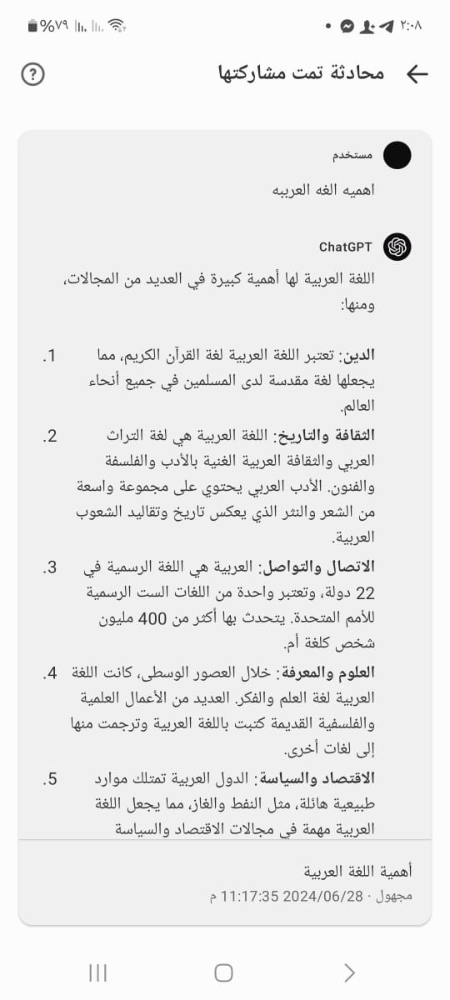 ٢:٠٨
%٧٩
محادثة تمت مشاركتها
مستخدم
اهميه الغه العرببه
ChatGPT
اللغة العربية لها أهمية كبيرة في العديد من المجالات،
ومنها:
1. الدين: تعتبر اللغة العربية لغة القرآن الكريم، مما
يجعلها لغة مقدسة لدى المسلمين في جميع أنحاء
العالم.
2. الثقافة والتاريخ: اللغة العربية هي لغة التراث
العربي والثقافة العربية الغنية بالأدب والفلسفة
والفنون. الأدب العربي يحتوي على مجموعة واسعة
من الشعر والنثر الذي يعكس تاريخ وتقاليد الشعوب
العربية.
3. الاتصال والتواصل: العربية هي اللغة الرسمية في
22 دولة، وتعتبر واحدة من اللغات الست الرسمية
للأمم المتحدة. يتحدث بها أكثر من 400 مليون
شخص كلغة أم.
4. العلوم والمعرفة: خلال العصور الوسطى، كانت اللغة
العربية لغة العلم والفكر. العديد من الأعمال العلمية
والفلسفية القديمة كتبت باللغة العربية وترجمت منها
إلى لغات أخرى.
5. الاقتصاد والسياسة: الدول العربية تمتلك موارد
طبيعية هائلة، مثل النفط والغاز، مما يجعل اللغة
العربية مهمة في مجالات الاقتصاد والسياسة
أهمية اللغة العربية
مجهول · 2024/06/28 11:17:35 م